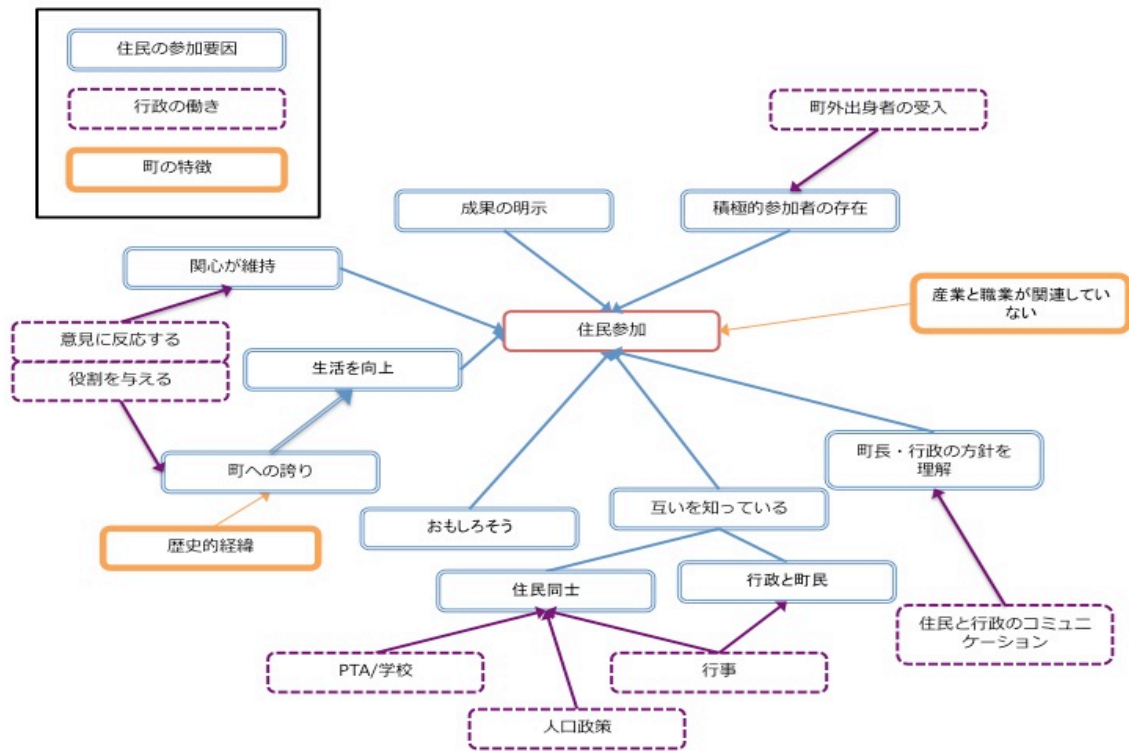 住民の参加要因
行政の働き
町の特徴
町外出身者の受入
成果の明示
積極的参加者の存在
関心が維持
産業と職業が関連してい
ない
住民参加
意見に反応する
役割を与える
生活を向上
町への誇り
町長・行政の方針を
理解
おもしろそう
互いを知っている
歴史的経緯
住民同士
行政と町民
住民と行政のコミュニ
ケーション
PTA/学校
行事
人口政策